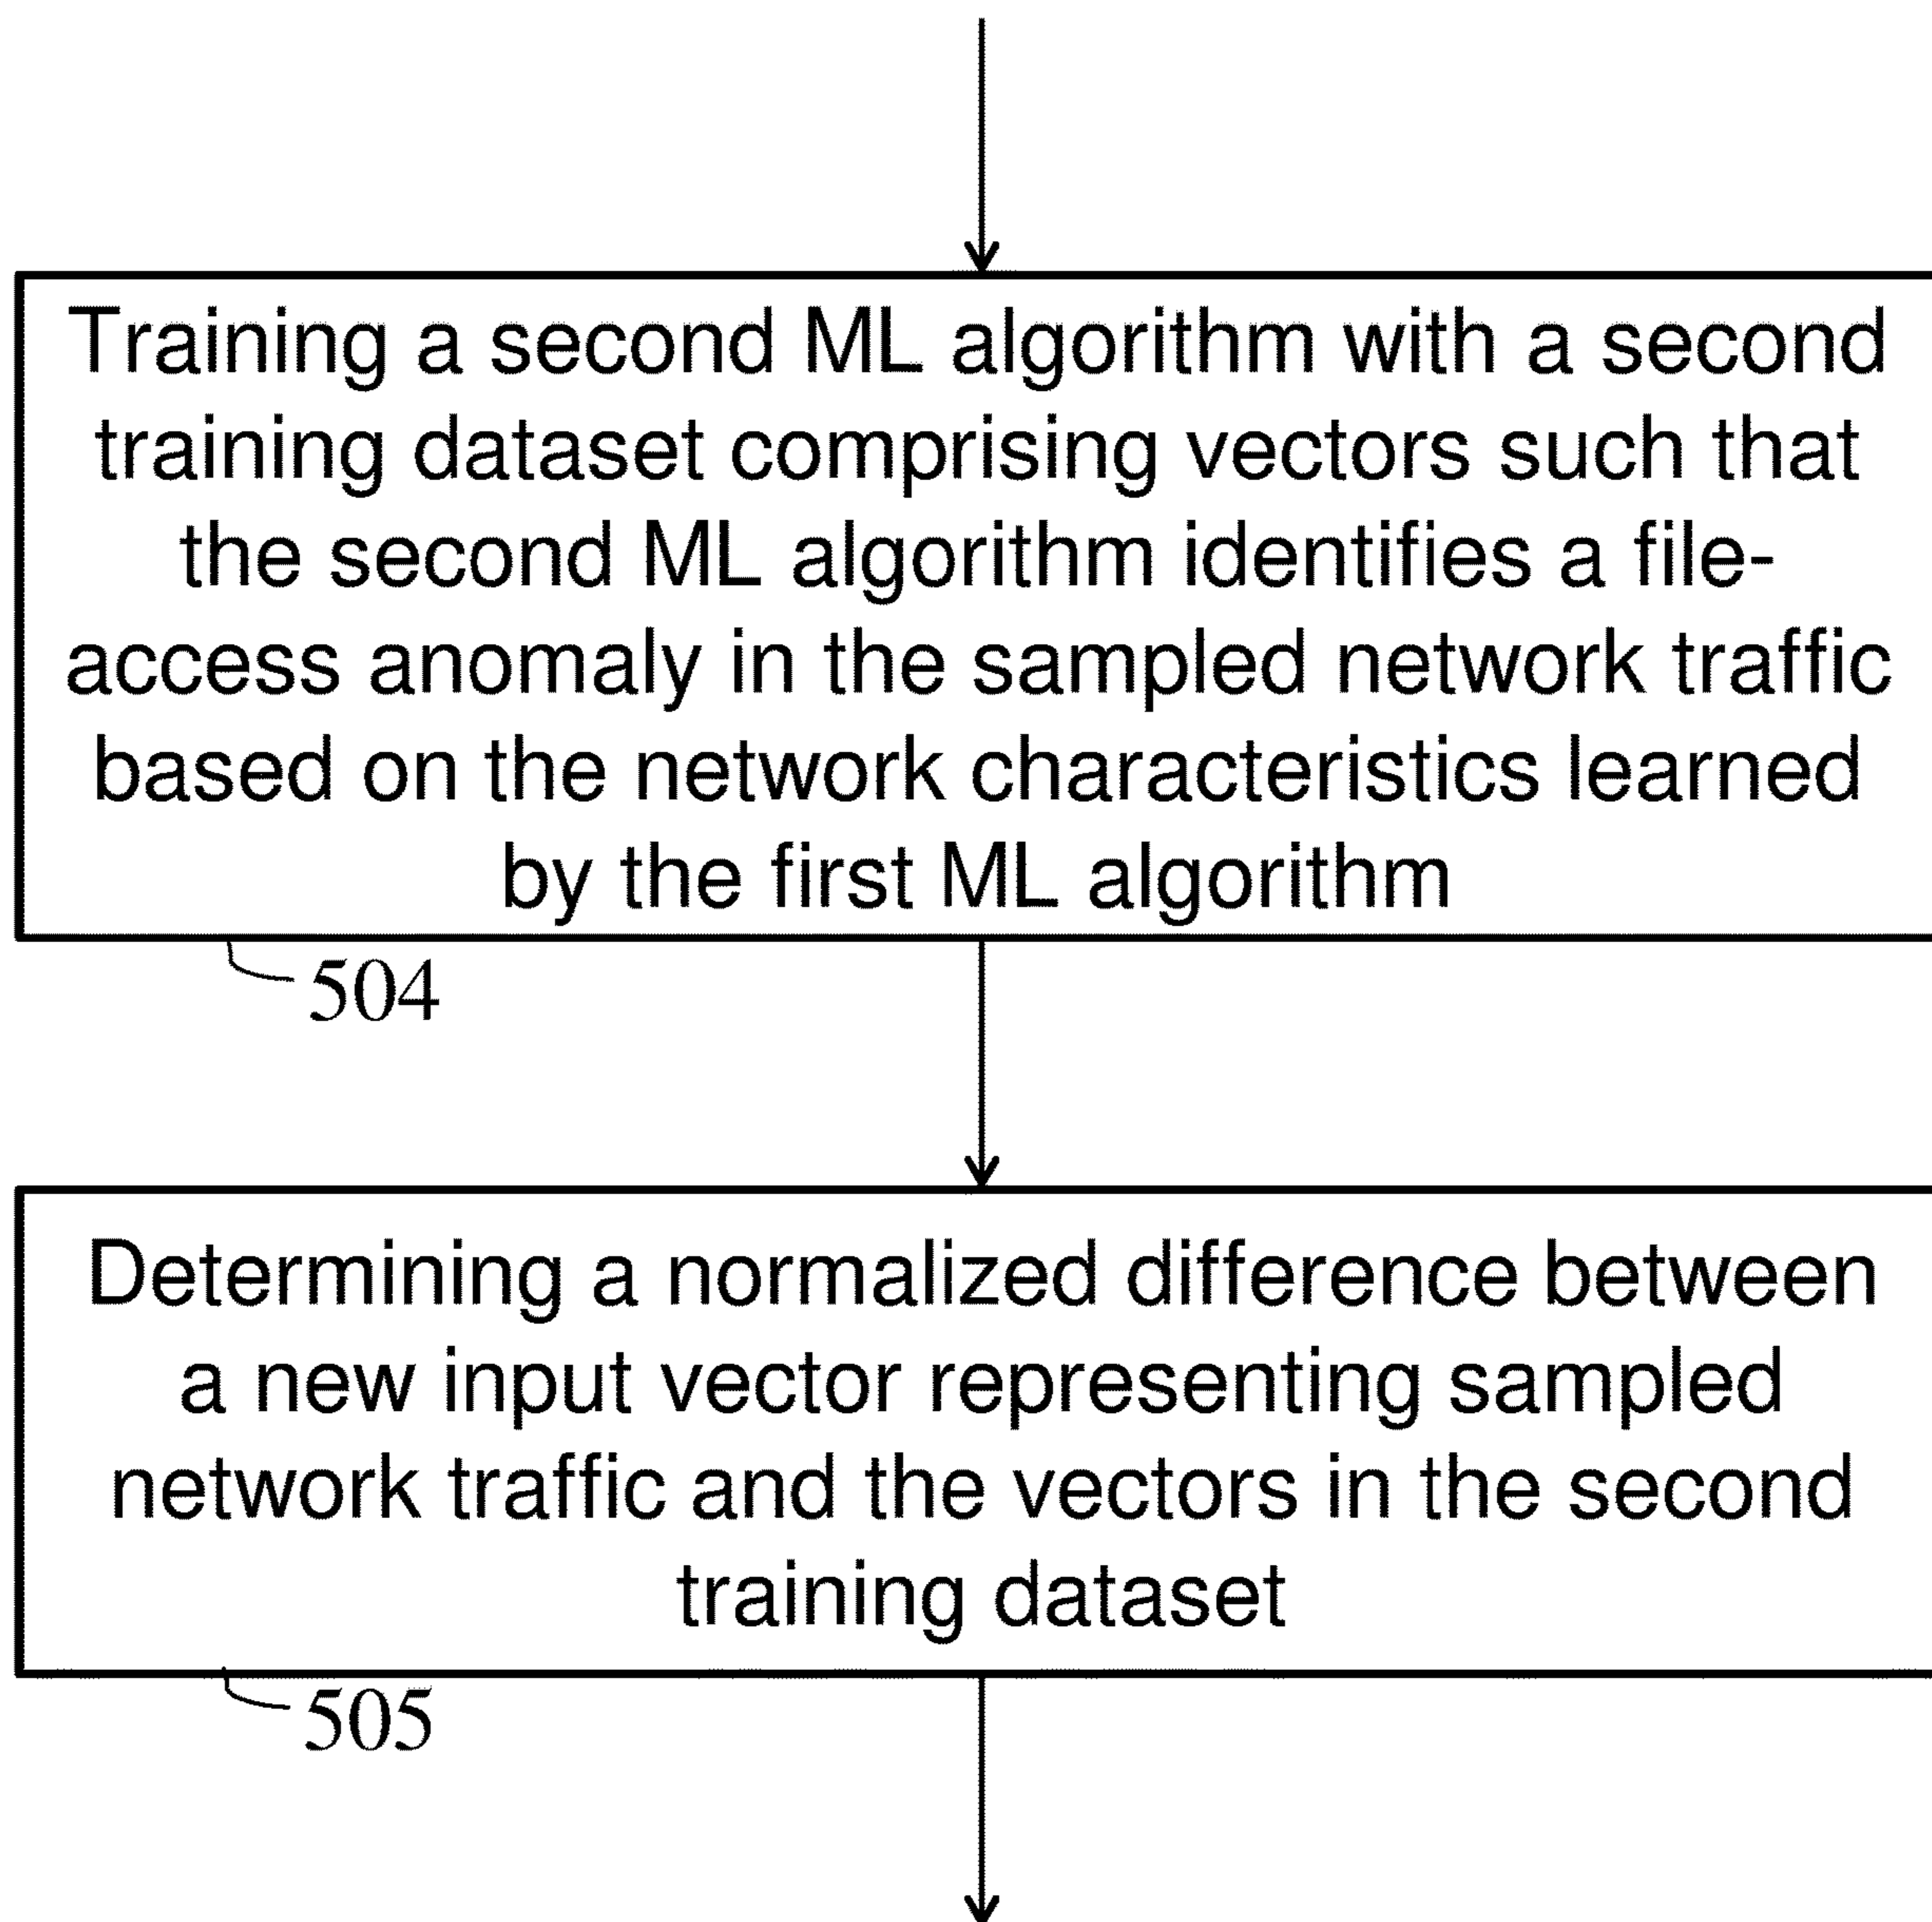 Training a second ML algorithm with a second
training dataset comprising vectors such that
the second ML algorithm identifies a file-
access anomaly in the sampled network traffic
based on the network characteristics learned
by the first ML algorithm
504
Determining a normalized difference between
a new input vector representing sampled
network traffic and the vectors in the second
training dataset
505